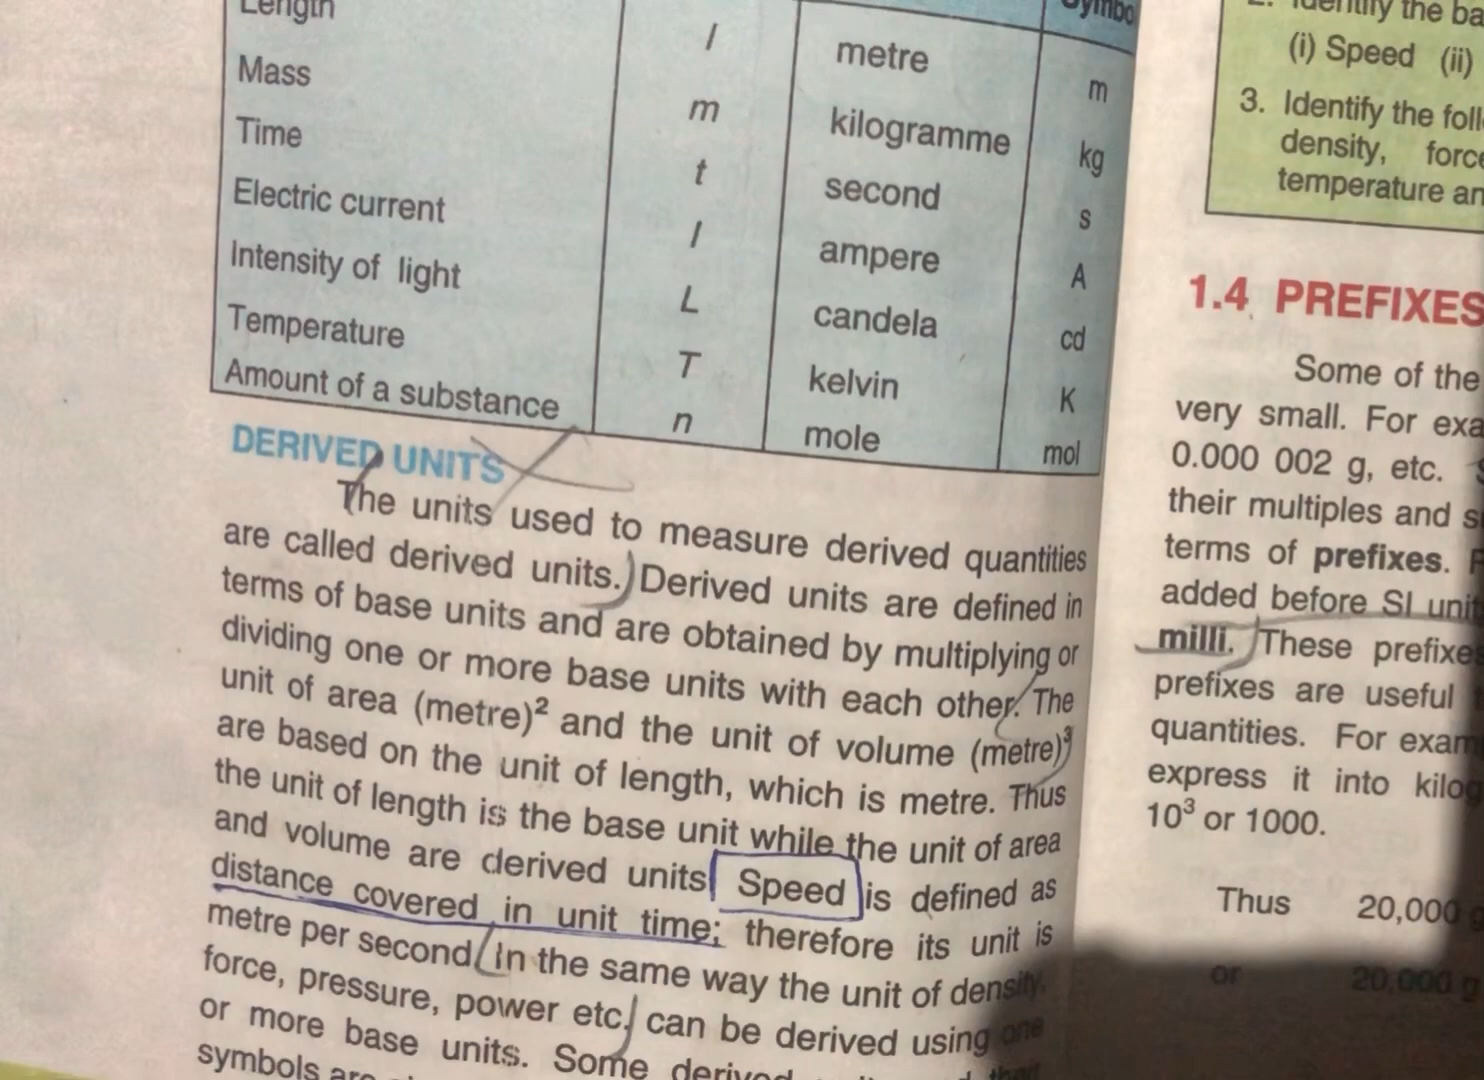 Length l metre m
Mass m kilogramme kg
Time t second s
Electric current I ampere A
Intensity of light L candela cd
Temperature T kelvin K
Amount of a substance n mole mol
DERIVED UNITS
The units used to measure derived quantities
are called derived units. Derived units are defined in
terms of base units and are obtained by multiplying or
dividing one or more base units with each other. The
unit of area (metre)² and the unit of volume (metre)³
are based on the unit of length, which is metre. Thus
the unit of length is the base unit while the unit of area
and volume are derived units Speed is defined as
distance covered in unit time; therefore its unit is
metre per second. In the same way the unit of density,
force, pressure, power etc. can be derived using one
or more base units. Some
symbols
2. Identify the
(i) Speed (ii)
3. Identify the
density, force
temperature
1.4 PREFIXES
Some of the
very small. For
0.000 002 g, etc.
their multiples and
terms of prefixes.
added before SI
milli. These
prefixes are useful
quantities. For
express it into
10³ or 1000.
Thus 20,000
or 20,000 g